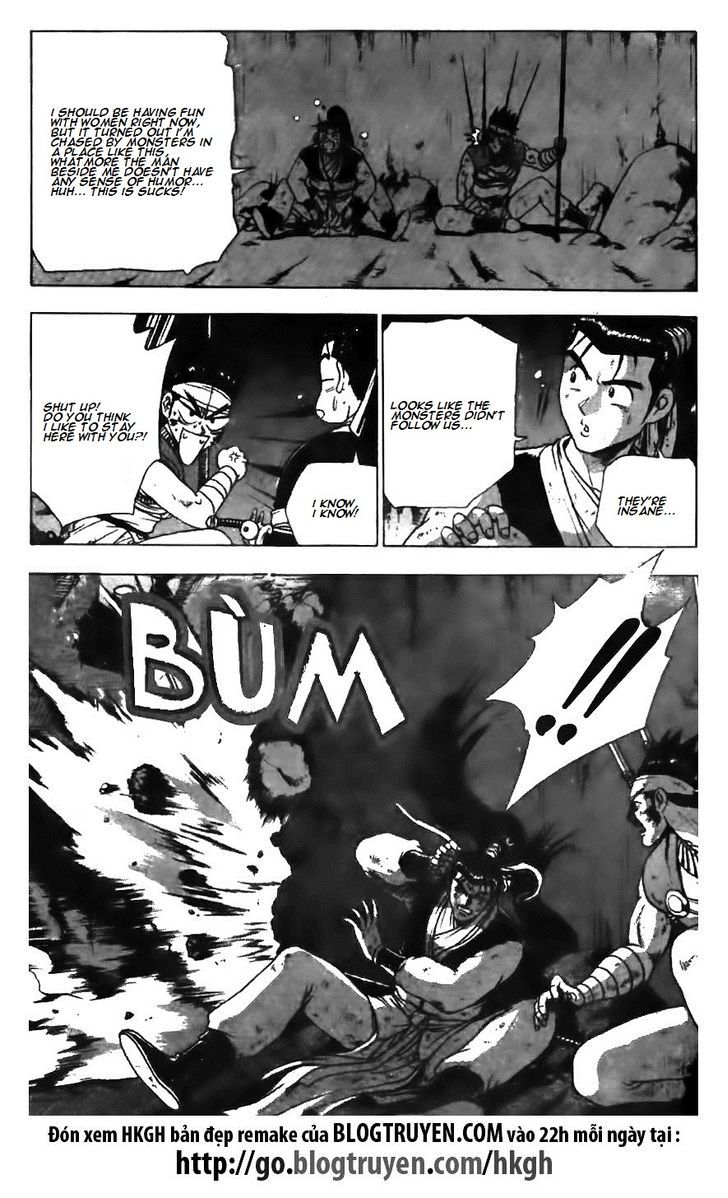 I SHOULD BE HAVING FUN
WITH WOMEN RIGHT NOW,
BUT IT TURNED OUT I'M
CHASED BY MONSTERS IN
A PLACE LIKE THIS.
WHAT MORE THE MAN
BESIDE ME DOESN'T HAVE
ANY SENSE OF HUMOR...
HUH... THIS IS SUCKS!
SHUT UP!
DO YOU THINK
I LIKE TO STAY
HERE WITH YOU?!
I KNOW,
I KNOW!
LOOKS LIKE THE
MONSTERS DIDN'T
FOLLOW US...
THEY'RE
INSANE...
BÙM
!!
Đón xem HKGH bản đẹp remake của BLOGTRUYEN.COM vào 22h mỗi ngày tại :
http://go.blogtruyen.com/hkgh